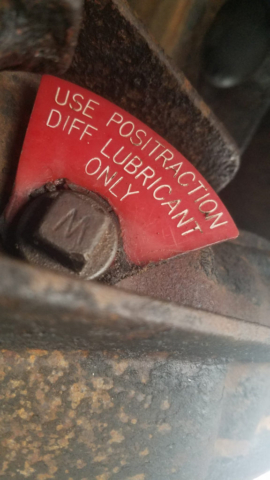 USE POSITRACTION
DIFF LUBRICANT
ONLY
M